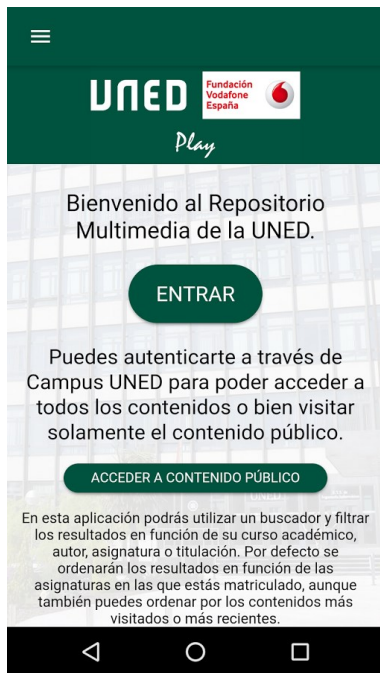 UNED
Fundación
Vodafone
España
Play
Bienvenido al Repositorio
Multimedia de la UNED.
ENTRAR
Puedes autenticarte a través de
Campus UNED para poder acceder a
todos los contenidos o bien visitar
solamente el contenido público.
ACCEDER A CONTENIDO PÚBLICO
UNED
En esta aplicación podrás utilizar un buscador y filtrar
los resultados en función de su curso académico,
autor, asignatura o titulación. Por defecto se
ordenarán los resultados en función de las
asignaturas en las que estás matriculado, aunque
también puedes ordenar por los contenidos más
visitados o más recientes.